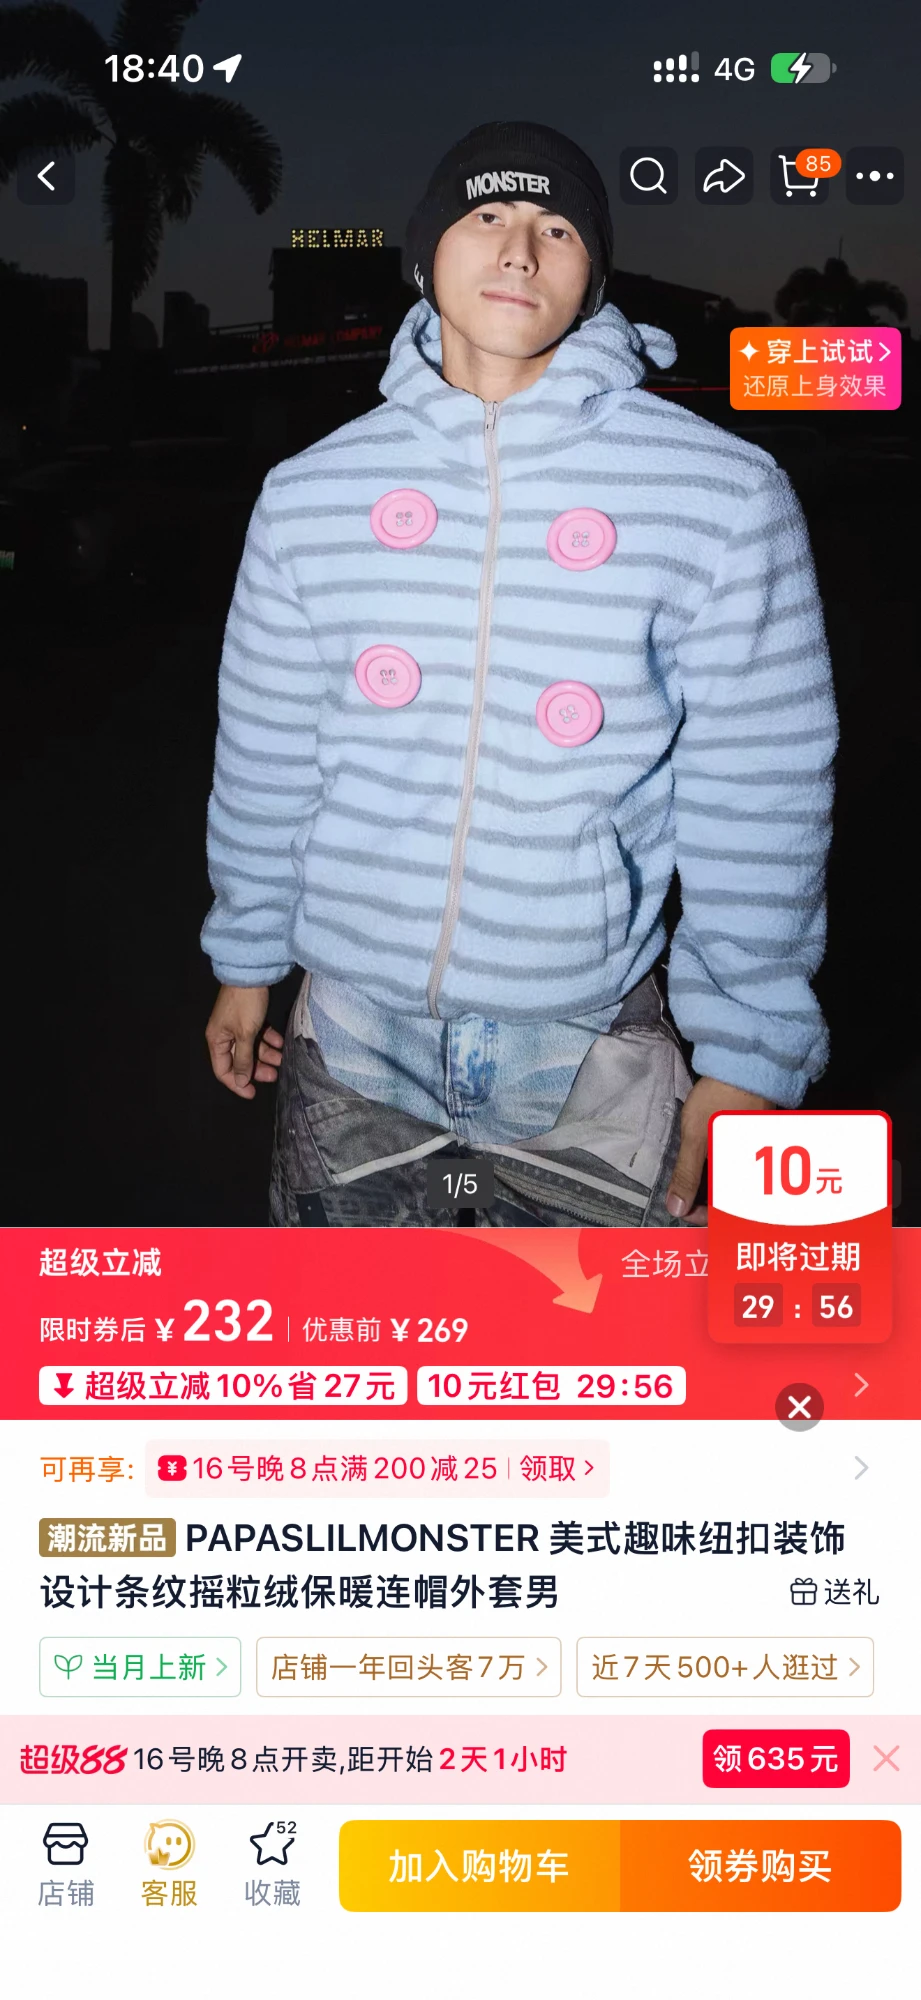 18:40
4G
85
MONSTER
HELMAR
穿上试试
还原上身效果
1/5
10元
即将过期
29 : 56
超级立减
全场立
限时券后 ¥232 优惠前 ¥269
超级立减10%省27元
10元红包 29:56
可再享: ¥ 16号晚8点满200减25 领取
潮流新品 PAPASLILMONSTER 美式趣味纽扣装饰
设计条纹摇粒绒保暖连帽外套男
送礼
当月上新
店铺一年回头客7万
近7天500+人逛过
超级88 16号晚8点开卖,距开始2天1小时
领635元
店铺
客服
52
收藏
加入购物车
领券购买